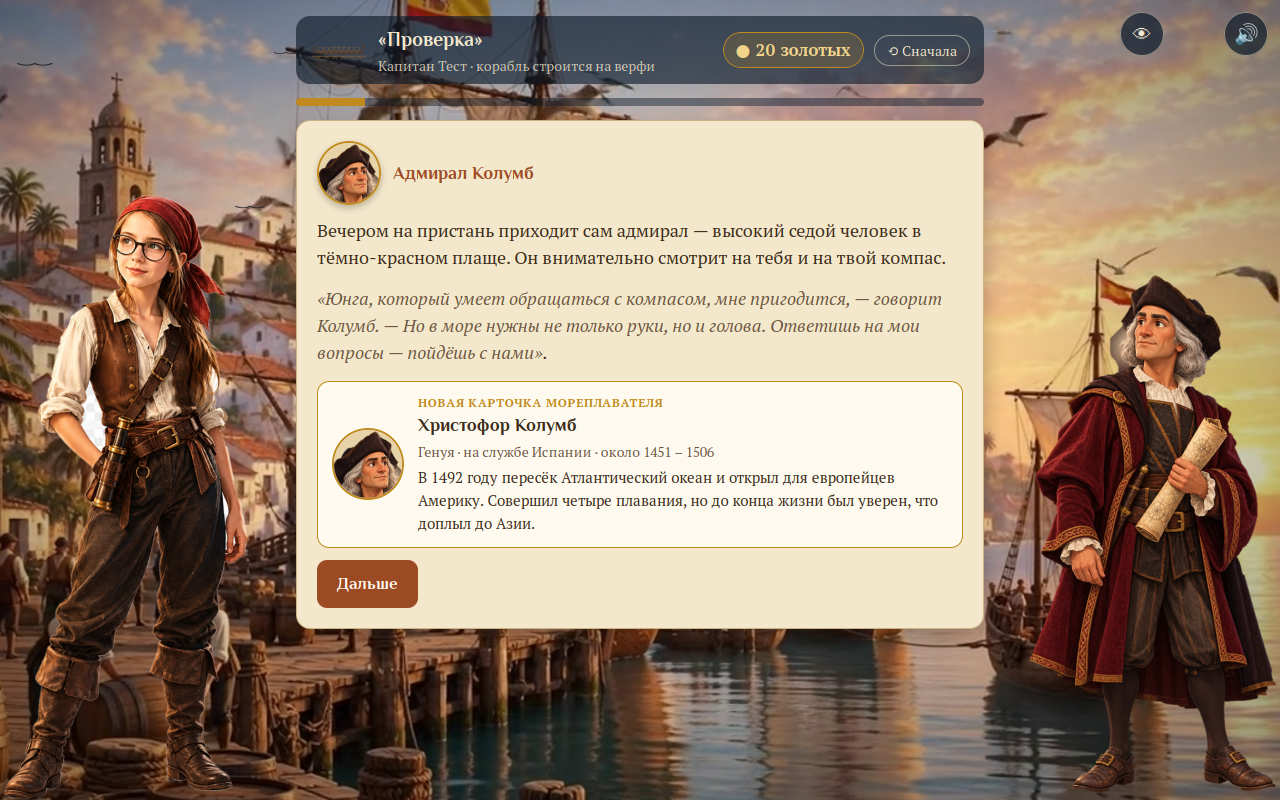 «Проверка»
Капитан Тест · корабль строится на верфи
20 золотых
⟲ Сначала
Адмирал Колумб
Вечером на пристань приходит сам адмирал — высокий седой человек в
тёмно-красном плаще. Он внимательно смотрит на тебя и на твой компас.
«Юнга, который умеет обращаться с компасом, мне пригодится, — говорит
Колумб. — Но в море нужны не только руки, но и голова. Ответишь на мои
вопросы — пойдёшь с нами».
НОВАЯ КАРТОЧКА МОРЕПЛАВАТЕЛЯ
Христофор Колумб
Генуя · на службе Испании · около 1451 – 1506
В 1492 году пересёк Атлантический океан и открыл для европейцев
Америку. Совершил четыре плавания, но до конца жизни был уверен, что
доплыл до Азии.
Дальше